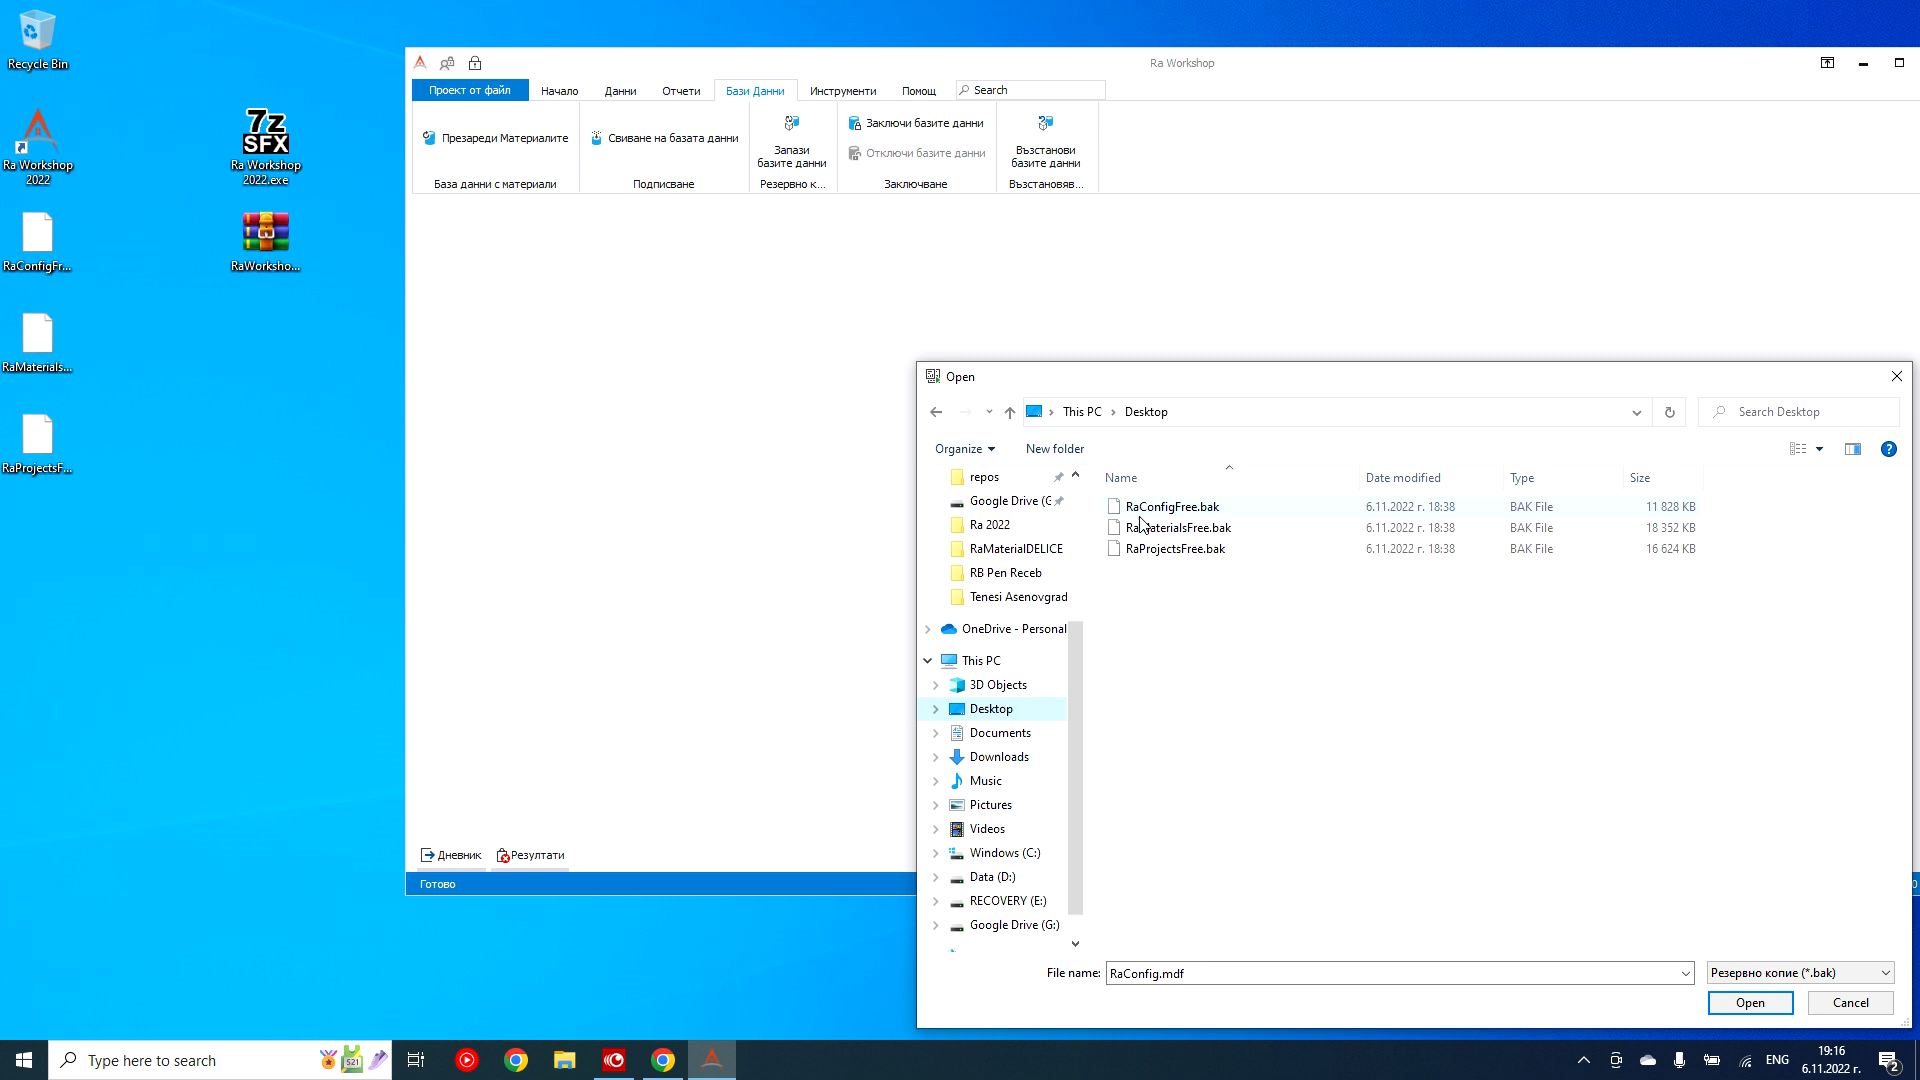 Recycle Bin
Ra Workshop
2022
RaConfigFr...
RaMaterials...
RaProjectsF...
7z
SFX
Ra Workshop
2022.exe
RaWorksho...
Ra Workshop
Проект от файл
Начало
Данни
Отчети
Бази Данни
Инструменти
Помощ
Search
Презареди Материалите
База данни с материали
Свиване на базата данни
Подписване
Запази
базите данни
Резервно к...
Заключи базите данни
Отключи базите данни
Заключване
Възстанови
базите данни
Възстановяв...
Дневник
Резултати
Готово
Open
This PC
Desktop
Search Desktop
Organize
New folder
repos
Google Drive (G
Ra 2022
RaMaterialDELICE
RB Pen Receb
Tenesi Asenovgrad
OneDrive - Personal
This PC
3D Objects
Desktop
Documents
Downloads
Music
Pictures
Videos
Windows (C:)
Data (D:)
RECOVERY (E:)
Google Drive (G:)
Name Date modified Type Size
RaConfigFree.bak 6.11.2022 г. 18:38 BAK File 11 828 KB
RaMaterialsFree.bak 6.11.2022 г. 18:38 BAK File 18 352 KB
RaProjectsFree.bak 6.11.2022 г. 18:38 BAK File 16 624 KB
File name: RaConfig.mdf
Резервно копие (*.bak)
Open
Cancel
Type here to search
521
ENG
19:16
6.11.2022 г.
2